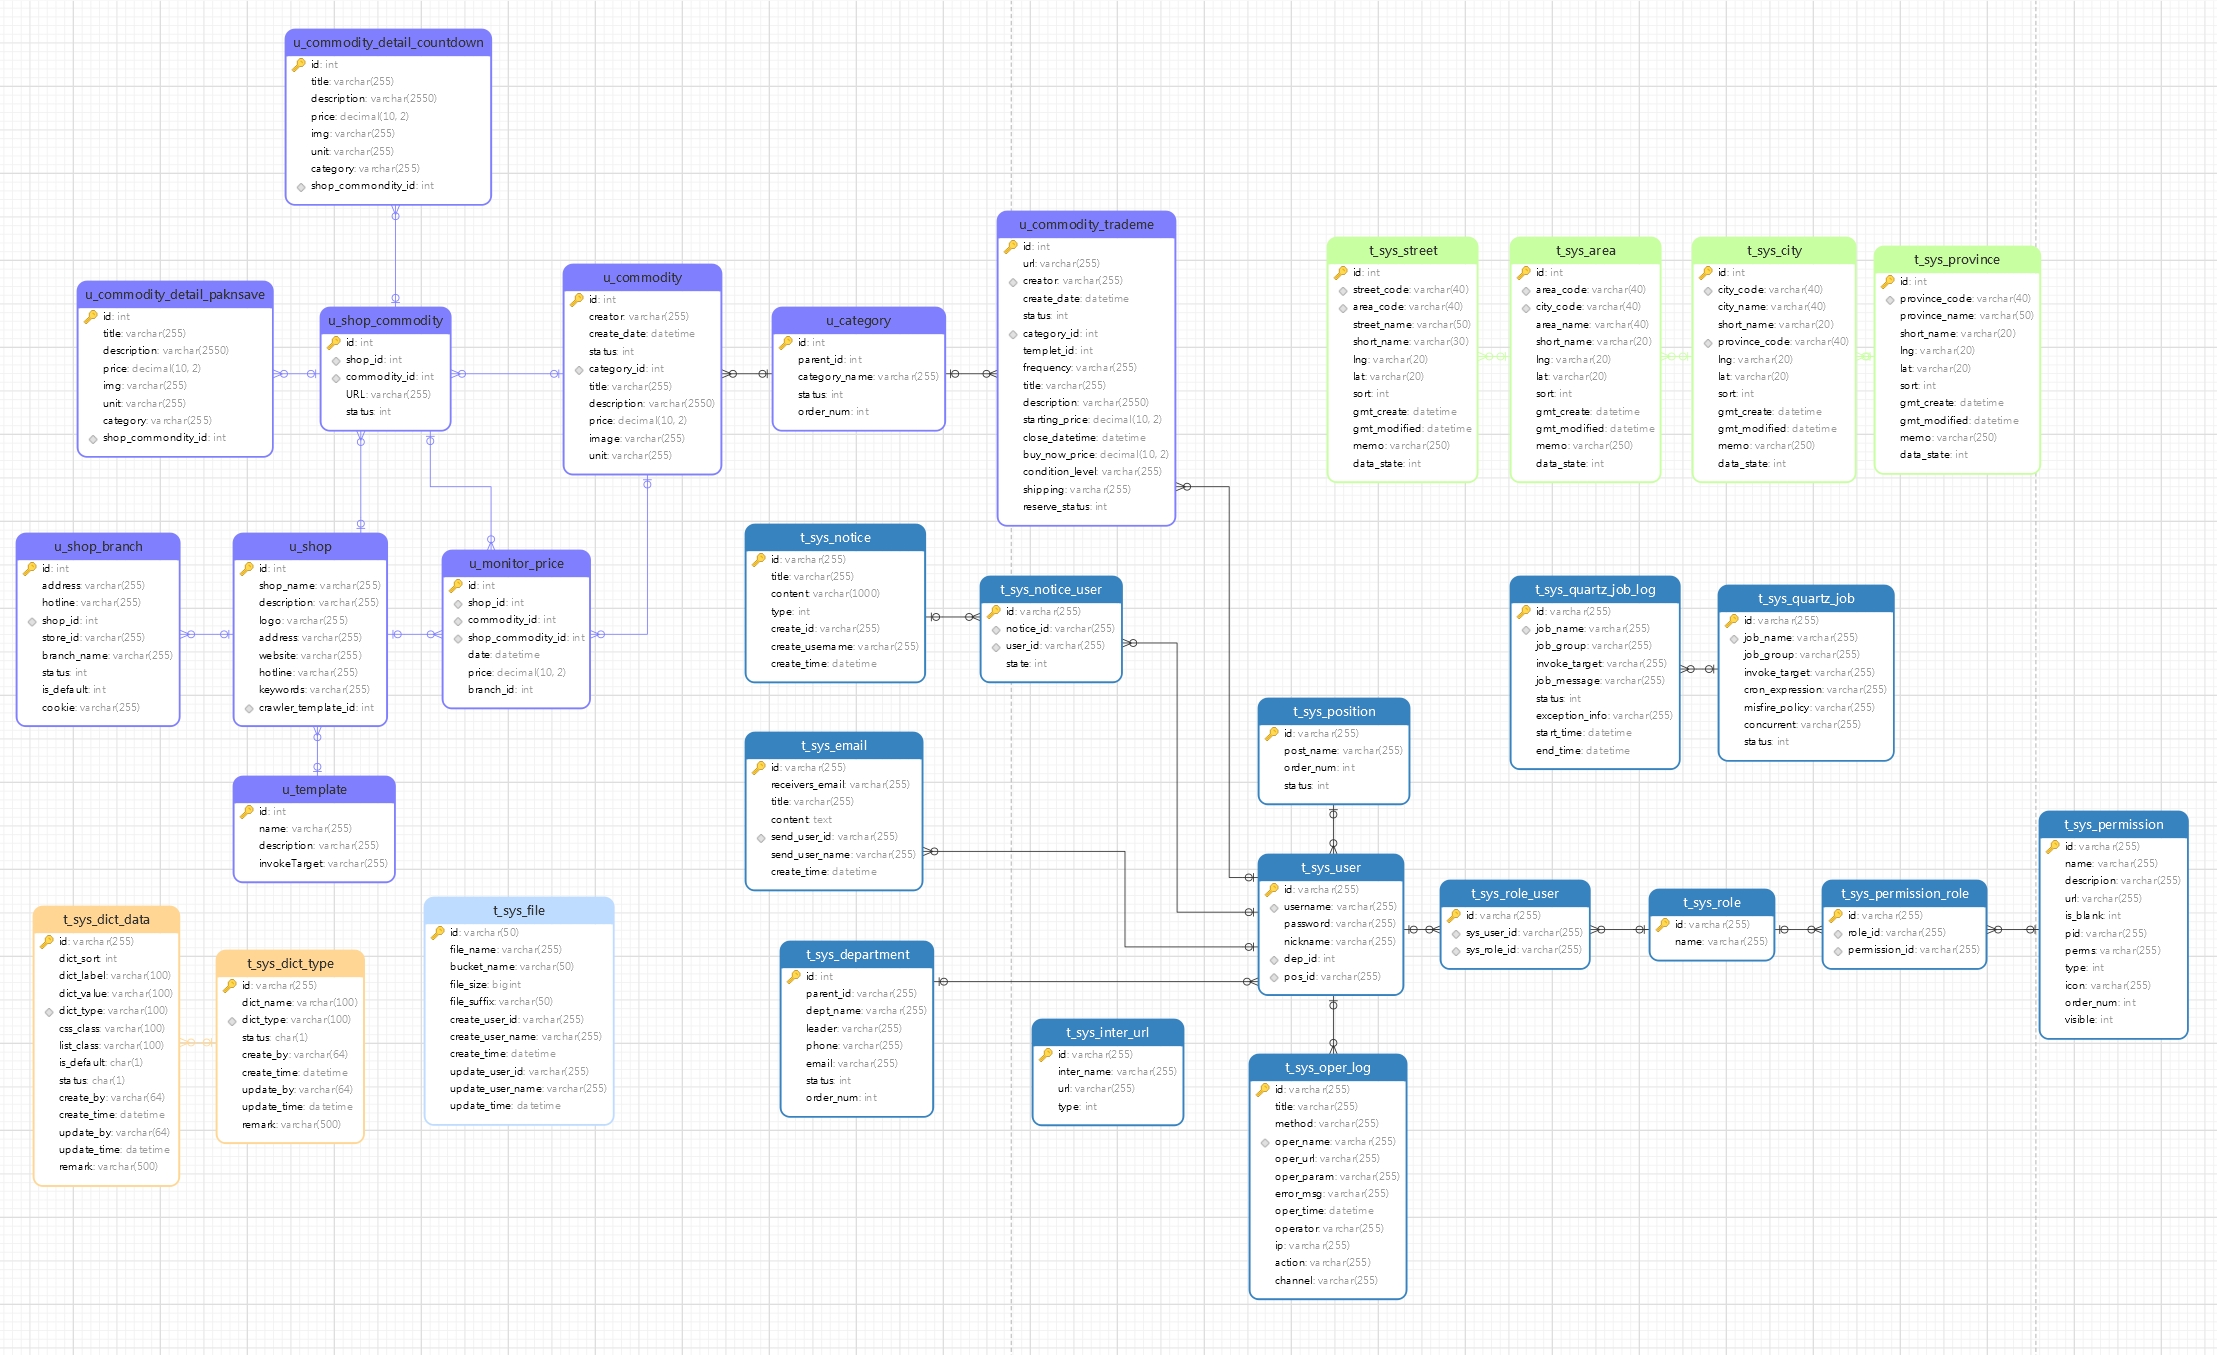 u_commodity_detail_countdown
id: int
title: varchar(255)
description: varchar(2550)
price: decimal(10, 2)
img: varchar(255)
unit: varchar(255)
category: varchar(255)
shop_commondity_id: int
u_commodity_detail_paknsave
id: int
title: varchar(255)
description: varchar(2550)
price: decimal(10, 2)
img: varchar(255)
unit: varchar(255)
category: varchar(255)
shop_commondity_id: int
u_shop_commodity
id: int
shop_id: int
commodity_id: int
URL: varchar(255)
status: int
u_commodity
id: int
creator: varchar(255)
create_date: datetime
status: int
category_id: int
title: varchar(255)
description: varchar(2550)
price: decimal(10, 2)
image: varchar(255)
unit: varchar(255)
u_category
id: int
parent_id: int
category_name: varchar(255)
status: int
order_num: int
u_commodity_trademe
id: int
url: varchar(255)
creator: varchar(255)
create_date: datetime
status: int
category_id: int
templet_id: int
frequency: varchar(255)
title: varchar(255)
description: varchar(2550)
starting_price: decimal(10, 2)
close_datetime: datetime
buy_now_price: decimal(10, 2)
condition_level: varchar(255)
shipping: varchar(255)
reserve_status: int
t_sys_street
id: int
street_code: varchar(40)
area_code: varchar(40)
street_name: varchar(50)
short_name: varchar(30)
lng: varchar(20)
lat: varchar(20)
sort: int
gmt_create: datetime
gmt_modified: datetime
memo: varchar(250)
data_state: int
t_sys_area
id: int
area_code: varchar(40)
city_code: varchar(40)
area_name: varchar(40)
short_name: varchar(20)
lng: varchar(20)
lat: varchar(20)
sort: int
gmt_create: datetime
gmt_modified: datetime
memo: varchar(250)
data_state: int
t_sys_city
id: int
city_code: varchar(40)
city_name: varchar(40)
short_name: varchar(20)
province_code: varchar(40)
lng: varchar(20)
lat: varchar(20)
sort: int
gmt_create: datetime
gmt_modified: datetime
memo: varchar(250)
data_state: int
t_sys_province
id: int
province_code: varchar(40)
province_name: varchar(50)
short_name: varchar(20)
lng: varchar(20)
lat: varchar(20)
sort: int
gmt_create: datetime
gmt_modified: datetime
memo: varchar(250)
data_state: int
u_shop_branch
id: int
address: varchar(255)
hotline: varchar(255)
shop_id: int
store_id: varchar(255)
branch_name: varchar(255)
status: int
is_default: int
cookie: varchar(255)
u_shop
id: int
shop_name: varchar(255)
description: varchar(255)
logo: varchar(255)
address: varchar(255)
website: varchar(255)
hotline: varchar(255)
keywords: varchar(255)
crawler_template_id: int
u_monitor_price
id: int
shop_id: int
commodity_id: int
shop_commodity_id: int
date: datetime
price: decimal(10, 2)
branch_id: int
t_sys_notice
id: varchar(255)
title: varchar(255)
content: varchar(1000)
type: int
create_id: varchar(255)
create_username: varchar(255)
create_time: datetime
t_sys_notice_user
id: varchar(255)
notice_id: varchar(255)
user_id: varchar(255)
state: int
t_sys_quartz_job_log
id: varchar(255)
job_name: varchar(255)
job_group: varchar(255)
invoke_target: varchar(255)
job_message: varchar(255)
status: int
exception_info: varchar(255)
start_time: datetime
end_time: datetime
t_sys_quartz_job
id: varchar(255)
job_name: varchar(255)
job_group: varchar(255)
invoke_target: varchar(255)
cron_expression: varchar(255)
misfire_policy: varchar(255)
concurrent: varchar(255)
status: int
u_template
id: int
name: varchar(255)
description: varchar(255)
invokeTarget: varchar(255)
t_sys_email
id: varchar(255)
receivers_email: varchar(255)
title: varchar(255)
content: text
send_user_id: varchar(255)
send_user_name: varchar(255)
create_time: datetime
t_sys_position
id: varchar(255)
post_name: varchar(255)
order_num: int
status: int
t_sys_user
id: varchar(255)
username: varchar(255)
password: varchar(255)
nickname: varchar(255)
dep_id: int
pos_id: varchar(255)
t_sys_role_user
id: varchar(255)
sys_user_id: varchar(255)
sys_role_id: varchar(255)
t_sys_role
id: varchar(255)
name: varchar(255)
t_sys_permission_role
id: varchar(255)
role_id: varchar(255)
permission_id: varchar(255)
t_sys_permission
id: varchar(255)
name: varchar(255)
descripion: varchar(255)
url: varchar(255)
is_blank: int
pid: varchar(255)
perms: varchar(255)
type: int
icon: varchar(255)
order_num: int
visible: int
t_sys_dict_data
id: varchar(255)
dict_sort: int
dict_label: varchar(100)
dict_value: varchar(100)
dict_type: varchar(100)
css_class: varchar(100)
list_class: varchar(100)
is_default: char(1)
status: char(1)
create_by: varchar(64)
create_time: datetime
update_by: varchar(64)
update_time: datetime
remark: varchar(500)
t_sys_dict_type
id: varchar(255)
dict_name: varchar(100)
dict_type: varchar(100)
status: char(1)
create_by: varchar(64)
create_time: datetime
update_by: varchar(64)
update_time: datetime
remark: varchar(500)
t_sys_file
id: varchar(50)
file_name: varchar(255)
bucket_name: varchar(50)
file_size: bigint
file_suffix: varchar(50)
create_user_id: varchar(255)
create_user_name: varchar(255)
create_time: datetime
update_user_id: varchar(255)
update_user_name: varchar(255)
update_time: datetime
t_sys_department
id: int
parent_id: varchar(255)
dept_name: varchar(255)
leader: varchar(255)
phone: varchar(255)
email: varchar(255)
status: int
order_num: int
t_sys_inter_url
id: varchar(255)
inter_name: varchar(255)
url: varchar(255)
type: int
t_sys_oper_log
id: varchar(255)
title: varchar(255)
method: varchar(255)
oper_name: varchar(255)
oper_url: varchar(255)
oper_param: varchar(255)
error_msg: varchar(255)
oper_time: datetime
operator: varchar(255)
ip: varchar(255)
action: varchar(255)
channel: varchar(255)